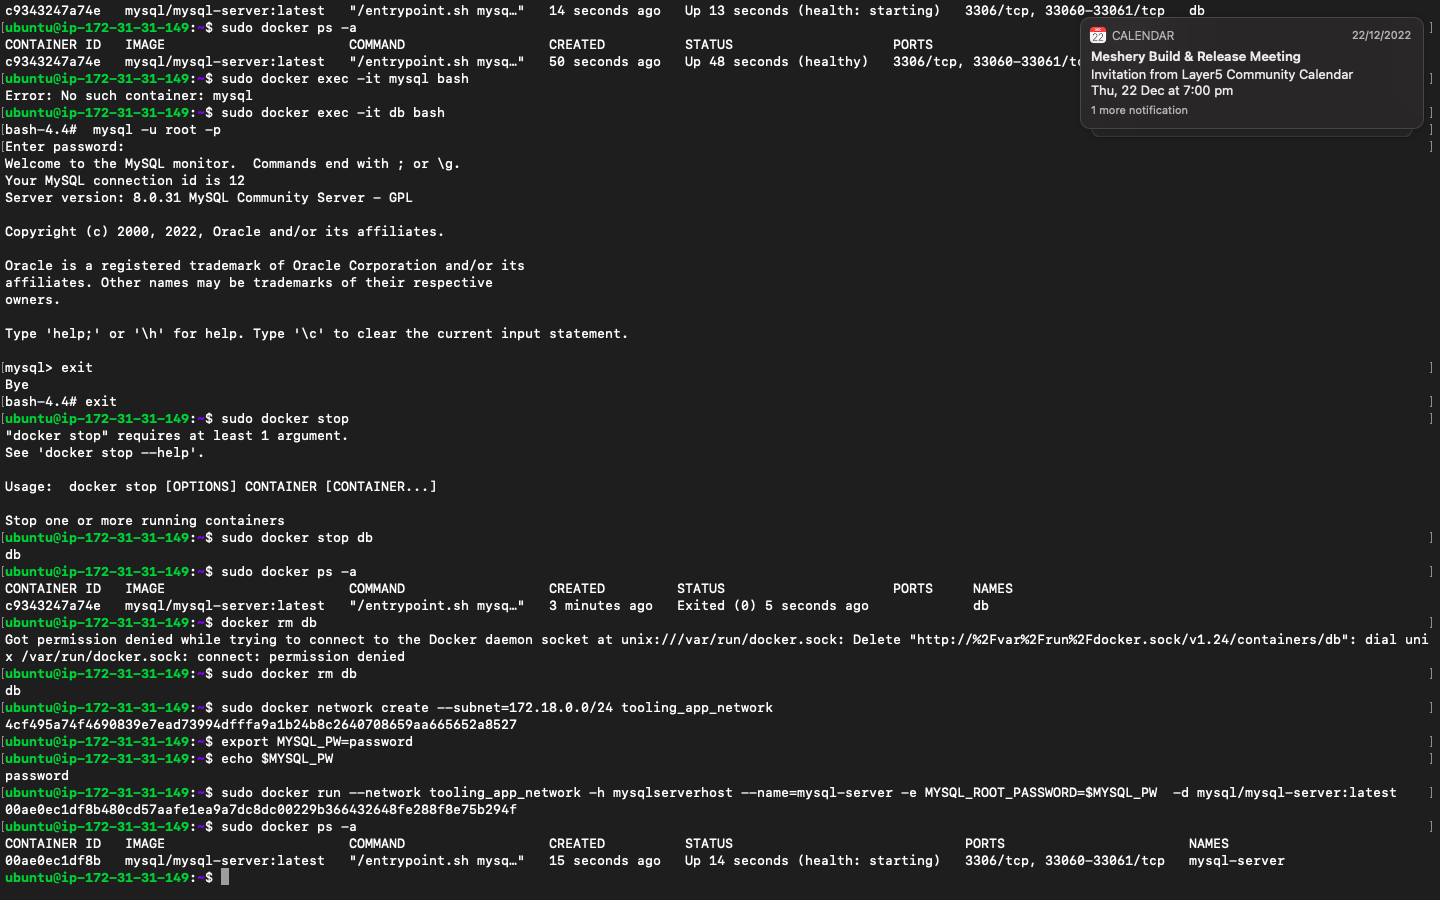 c9343247a74e   mysql/mysql-server:latest   "/entrypoint.sh mysq…"   14 seconds ago   Up 13 seconds (health: starting)   3306/tcp, 33060-33061/tcp   db
[ubuntu@ip-172-31-31-149:~$ sudo docker ps -a ]
CONTAINER ID   IMAGE                       COMMAND                  CREATED          STATUS                    PORTS
c9343247a74e   mysql/mysql-server:latest   "/entrypoint.sh mysq…"   50 seconds ago   Up 48 seconds (healthy)   3306/tcp, 33060-33061/tc
CALENDAR 22/12/2022
Meshery Build & Release Meeting
Invitation from Layer5 Community Calendar
Thu, 22 Dec at 7:00 pm
1 more notification
[ubuntu@ip-172-31-31-149:~$ sudo docker exec -it mysql bash ]
Error: No such container: mysql
[ubuntu@ip-172-31-31-149:~$ sudo docker exec -it db bash ]
[bash-4.4#  mysql -u root -p ]
[Enter password: ]
Welcome to the MySQL monitor.  Commands end with ; or \g.
Your MySQL connection id is 12
Server version: 8.0.31 MySQL Community Server - GPL
Copyright (c) 2000, 2022, Oracle and/or its affiliates.
Oracle is a registered trademark of Oracle Corporation and/or its
affiliates. Other names may be trademarks of their respective
owners.
Type 'help;' or '\h' for help. Type '\c' to clear the current input statement.
[mysql> exit ]
Bye
[bash-4.4# exit ]
[ubuntu@ip-172-31-31-149:~$ sudo docker stop ]
"docker stop" requires at least 1 argument.
See 'docker stop --help'.
Usage:  docker stop [OPTIONS] CONTAINER [CONTAINER...]
Stop one or more running containers
[ubuntu@ip-172-31-31-149:~$ sudo docker stop db ]
db
[ubuntu@ip-172-31-31-149:~$ sudo docker ps -a ]
CONTAINER ID   IMAGE                       COMMAND                  CREATED         STATUS                     PORTS     NAMES
c9343247a74e   mysql/mysql-server:latest   "/entrypoint.sh mysq…"   3 minutes ago   Exited (0) 5 seconds ago             db
[ubuntu@ip-172-31-31-149:~$ docker rm db ]
Got permission denied while trying to connect to the Docker daemon socket at unix:///var/run/docker.sock: Delete "http://%2Fvar%2Frun%2Fdocker.sock/v1.24/containers/db": dial uni
x /var/run/docker.sock: connect: permission denied
[ubuntu@ip-172-31-31-149:~$ sudo docker rm db ]
db
[ubuntu@ip-172-31-31-149:~$ sudo docker network create --subnet=172.18.0.0/24 tooling_app_network ]
4cf495a74f4690839e7ead73994dfffa9a1b24b8c2640708659aa665652a8527
[ubuntu@ip-172-31-31-149:~$ export MYSQL_PW=password ]
[ubuntu@ip-172-31-31-149:~$ echo $MYSQL_PW ]
password
[ubuntu@ip-172-31-31-149:~$ sudo docker run --network tooling_app_network -h mysqlserverhost --name=mysql-server -e MYSQL_ROOT_PASSWORD=$MYSQL_PW  -d mysql/mysql-server:latest ]
00ae0ec1df8b480cd57aafe1ea9a7dc8dc00229b366432648fe288f8e75b294f
[ubuntu@ip-172-31-31-149:~$ sudo docker ps -a ]
CONTAINER ID   IMAGE                       COMMAND                  CREATED          STATUS                             PORTS                       NAMES
00ae0ec1df8b   mysql/mysql-server:latest   "/entrypoint.sh mysq…"   15 seconds ago   Up 14 seconds (health: starting)   3306/tcp, 33060-33061/tcp   mysql-server
ubuntu@ip-172-31-31-149:~$